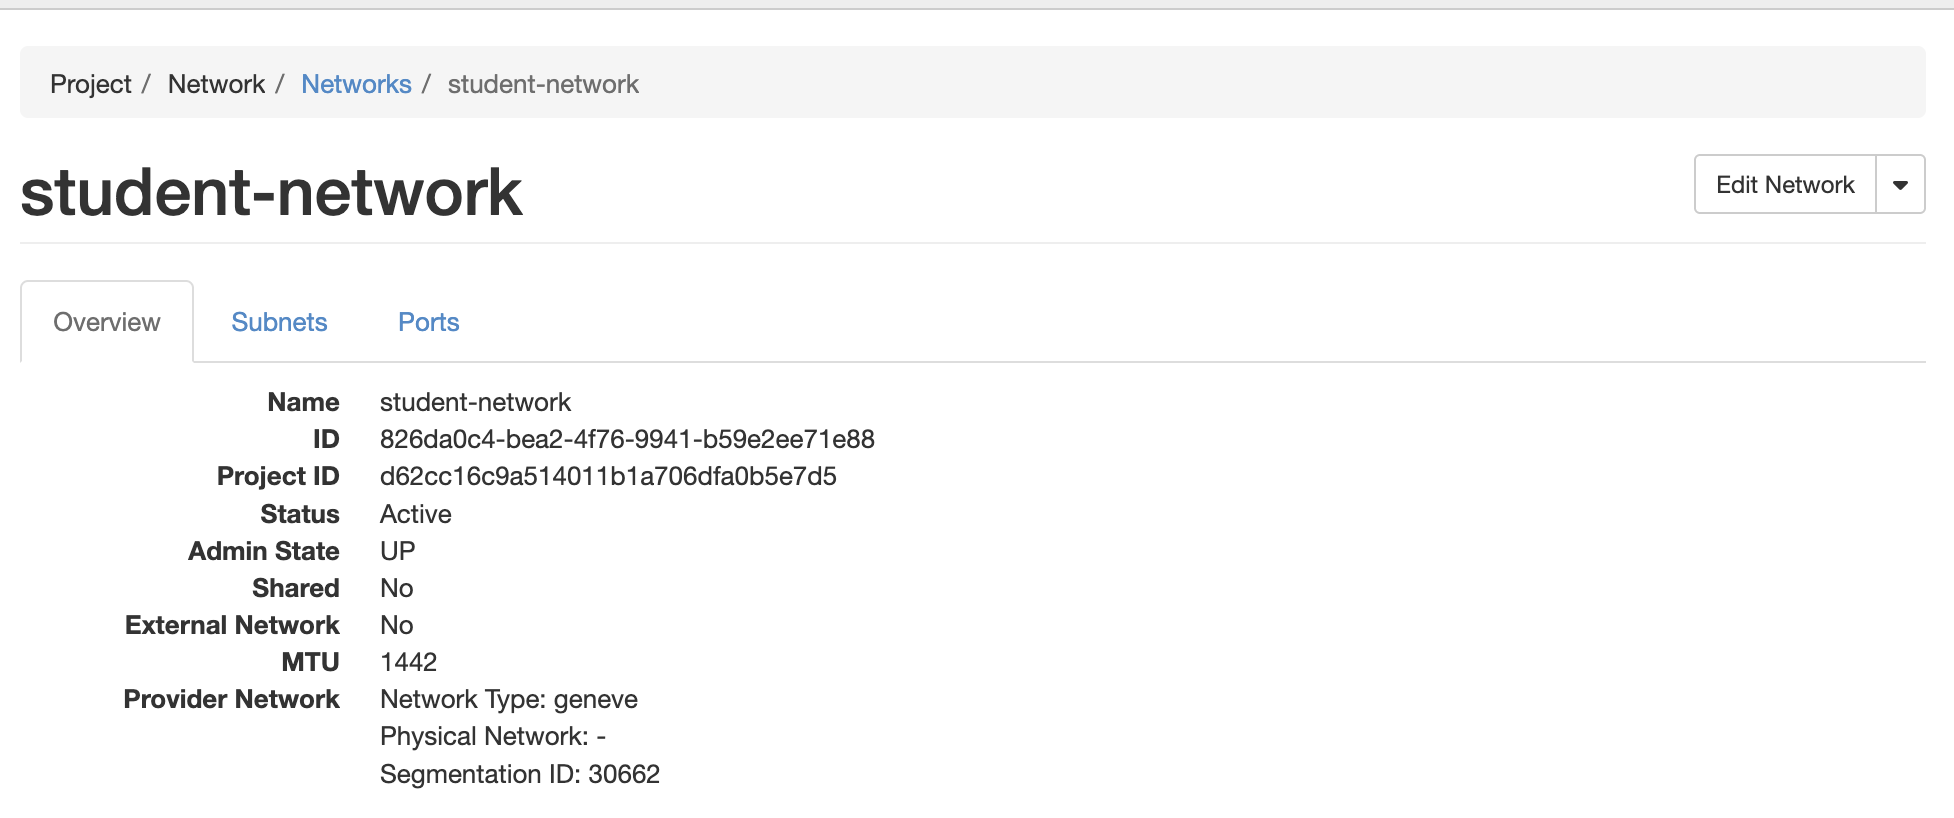 Project / Network / Networks / student-network
student-network
Edit Network
Overview Subnets Ports
Name student-network
ID 826da0c4-bea2-4f76-9941-b59e2ee71e88
Project ID d62cc16c9a514011b1a706dfa0b5e7d5
Status Active
Admin State UP
Shared No
External Network No
MTU 1442
Provider Network Network Type: geneve
Physical Network: -
Segmentation ID: 30662